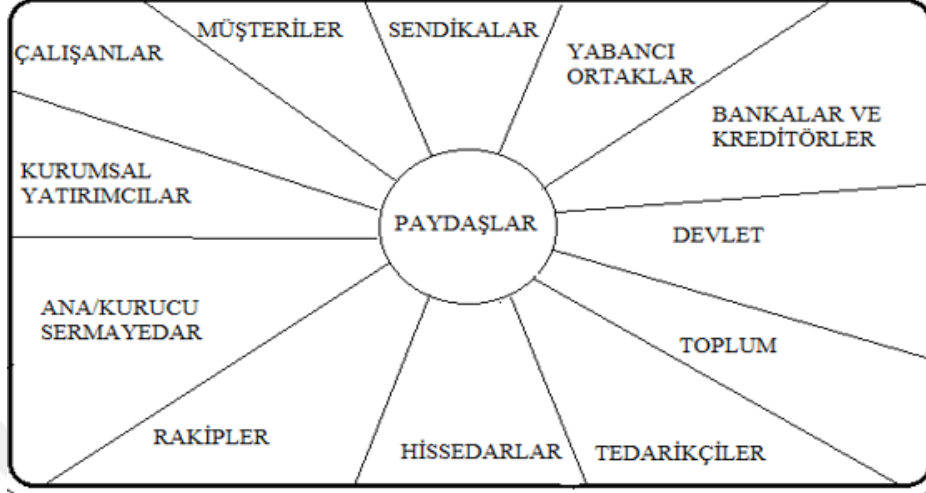 MÜŞTERİLER
SENDİKALAR
YABANCI
ORTAKLAR
ÇALIŞANLAR
BANKALAR VE
KREDİTÖRLER
KURUMSAL
YATIRIMCILAR
PAYDAŞLAR
DEVLET
ANA/KURUCU
SERMAYEDAR
TOPLUM
RAKİPLER
HİSSEDARLAR
TEDARİKÇİLER